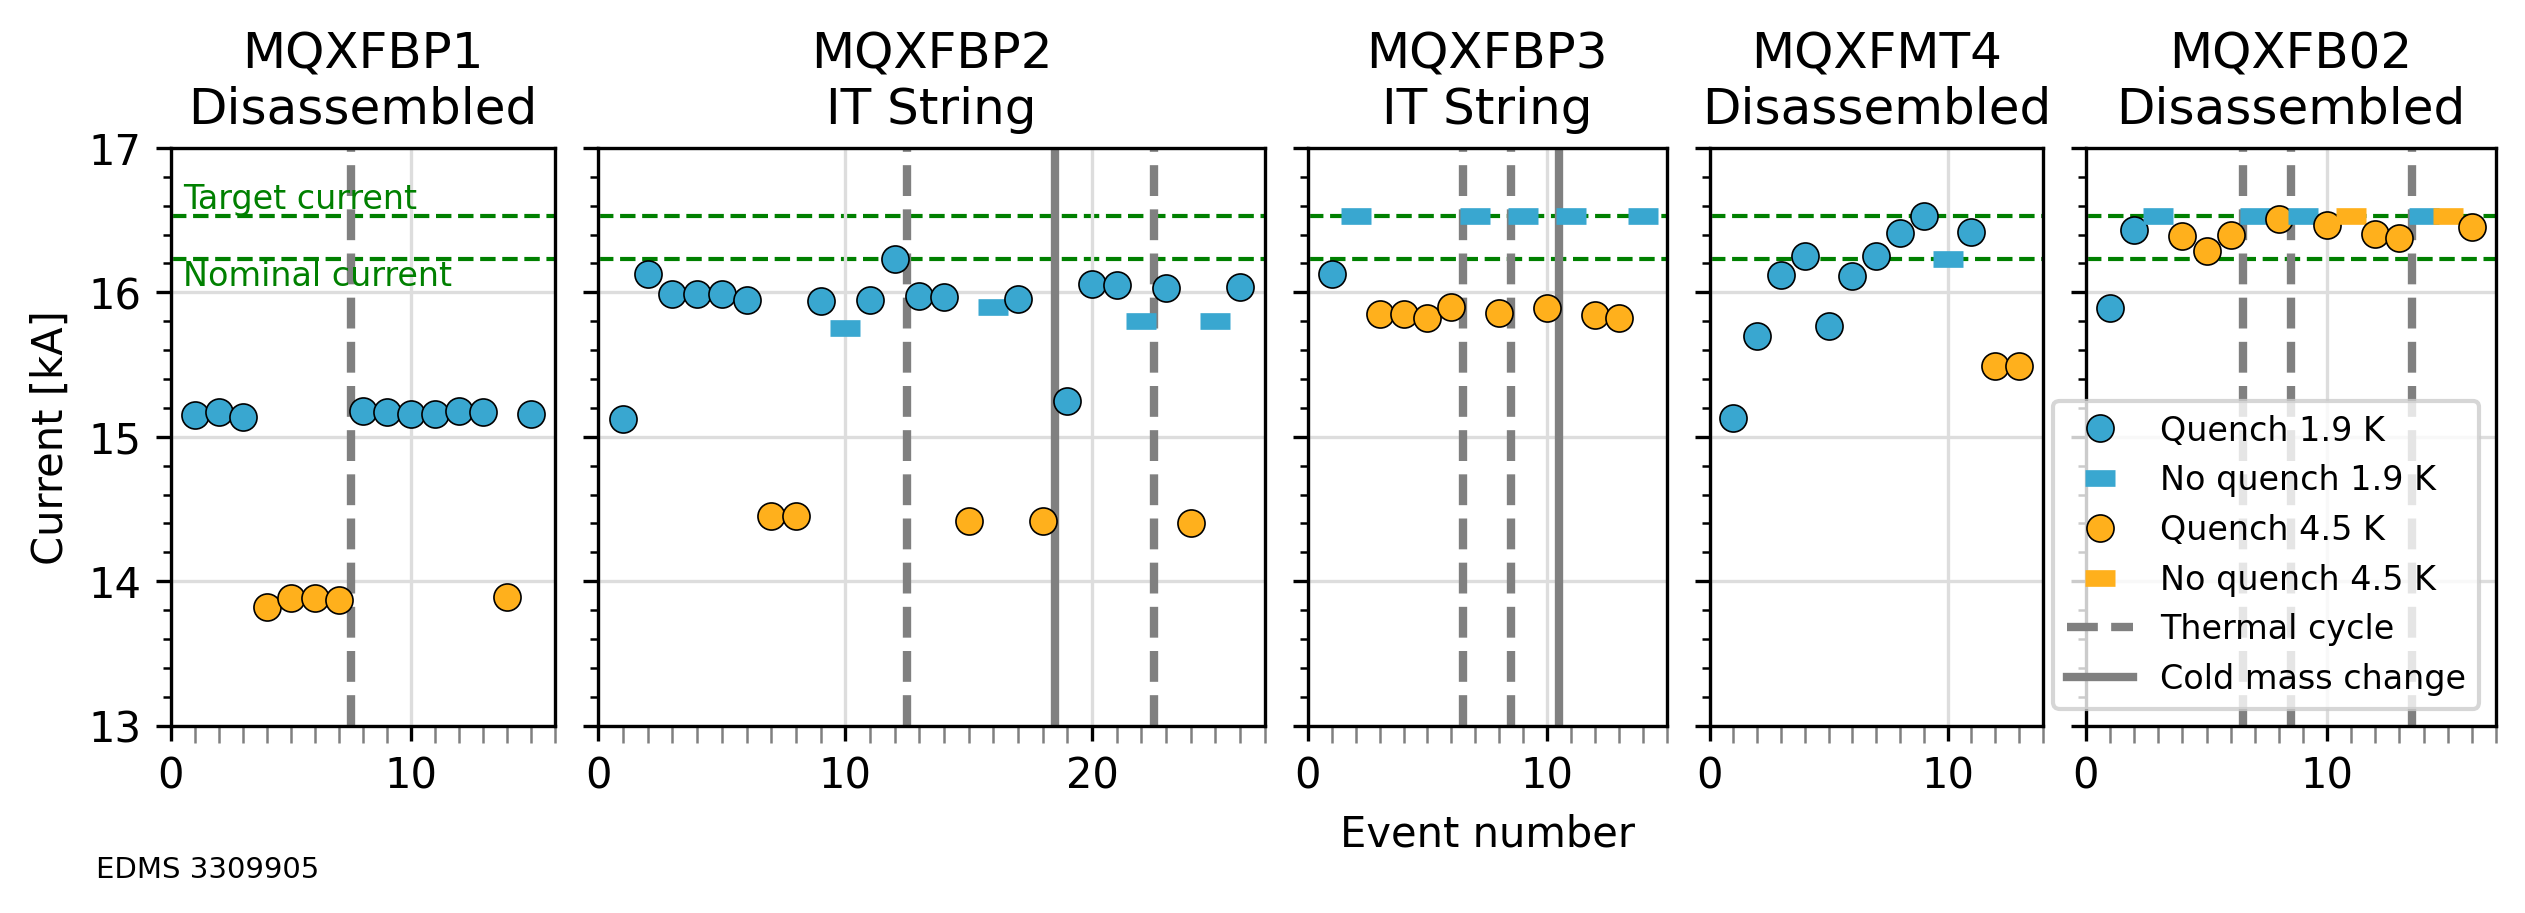 MQXFBP1
Disassembled
MQXFBP2
IT String
MQXFBP3
IT String
MQXFMT4
Disassembled
MQXFB02
Disassembled
Current [kA]
17
16
15
14
13
Target current
Nominal current
Quench 1.9 K
No quench 1.9 K
Quench 4.5 K
No quench 4.5 K
Thermal cycle
Cold mass change
0 10
0 10 20
0 10
0 10
0 10
Event number
EDMS 3309905